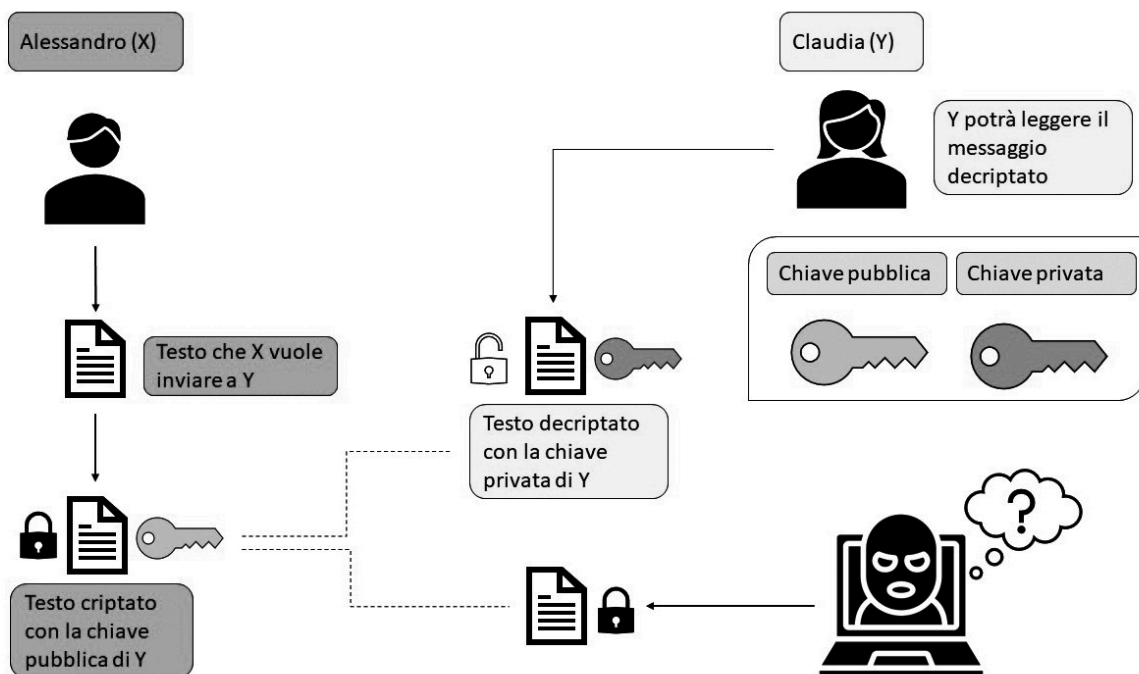 Alessandro (X)
Claudia (Y)
Y potrà leggere il
messaggio
decriptato
Chiave pubblica
Chiave privata
Testo che X vuole
inviare a Y
Testo decriptato
con la chiave
privata di Y
?
Testo criptato
con la chiave
pubblica di Y